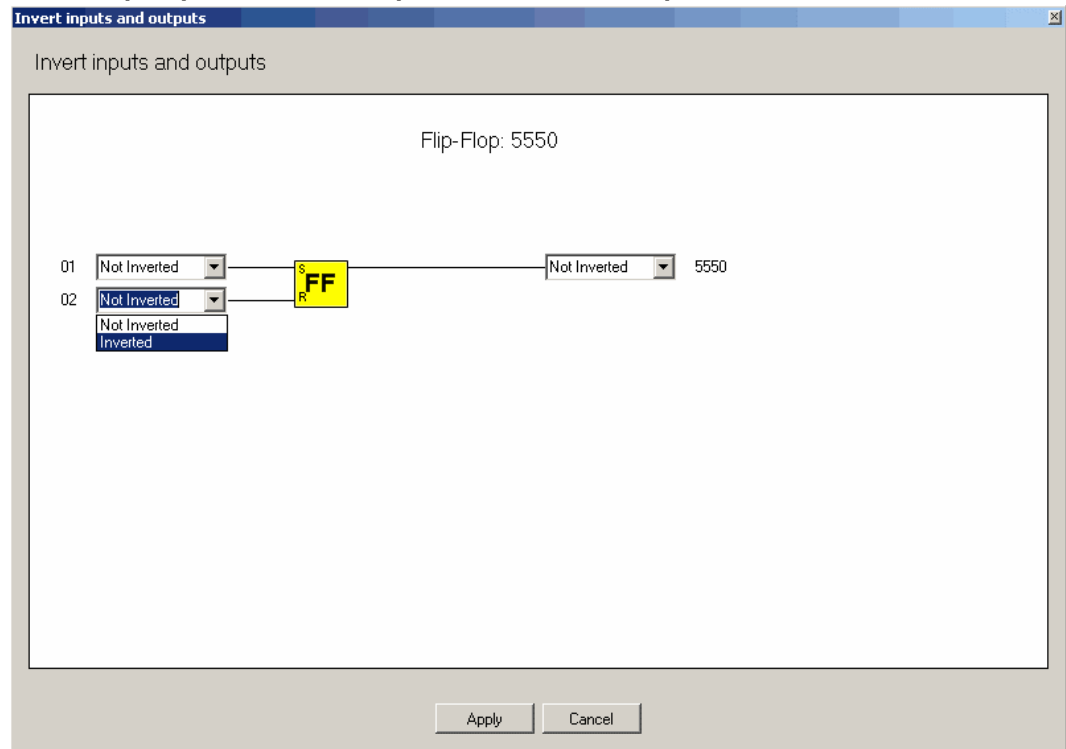 Invert inputs and outputs
Invert inputs and outputs
Flip-Flop: 5550
01 Not Inverted S FF R Not Inverted 5550
02 Not Inverted
Not Inverted
Inverted
Apply Cancel